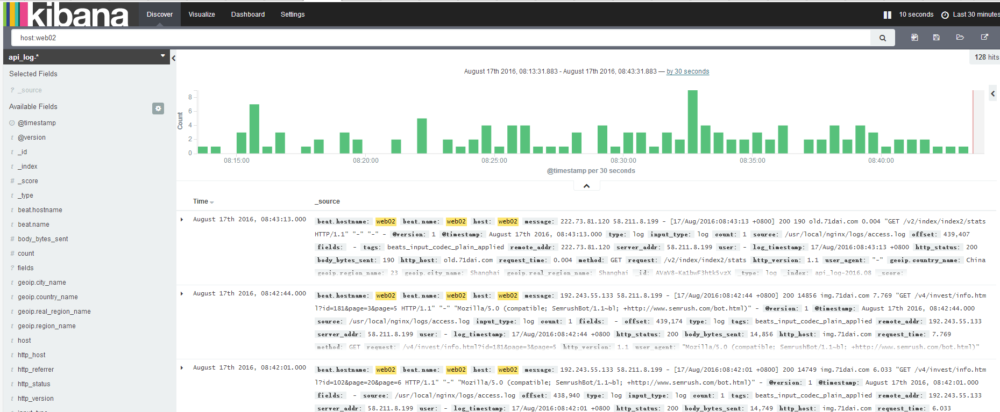 kibana Discover Visualize Dashboard Settings 10 seconds Last 30 minutes
host:web02
api_log-*
128 hits
Selected Fields
? _source
Available Fields
@timestamp
t @version
t _id
t _index
# _score
t _type
t beat.hostname
t beat.name
# body_bytes_sent
# count
? fields
t geoip.city_name
t geoip.country_name
t geoip.real_region_name
t geoip.region_name
t host
t http_host
t http_referrer
t http_status
t http_version
August 17th 2016, 08:13:31.883 - August 17th 2016, 08:43:31.883 — by 30 seconds
Count
8
6
4
2
0
08:15:00 08:20:00 08:25:00 08:30:00 08:35:00 08:40:00
@timestamp per 30 seconds
Time _source
August 17th 2016, 08:43:13.000 beat.hostname: web02 beat.name: web02 host: web02 message: 222.73.81.120 58.211.8.199 - [17/Aug/2016:08:43:13 +0800] 200 190 old.71dai.com 0.004 "GET /v2/index/index2/stats
HTTP/1.1" "-" "-" - @version: 1 @timestamp: August 17th 2016, 08:43:13.000 type: log input_type: log count: 1 source: /usr/local/nginx/logs/access.log offset: 439,407
fields: - tags: beats_input_codec_plain_applied remote_addr: 222.73.81.120 server_addr: 58.211.8.199 user: - log_timestamp: 17/Aug/2016:08:43:13 +0800 http_status: 200
body_bytes_sent: 190 http_host: old.71dai.com request_time: 0.004 method: GET request: /v2/index/index2/stats http_version: 1.1 user_agent: "-" geoip.country_name: China
geoip.region_name: 23 geoip.city_name: Shanghai geoip.real_region_name: Shanghai _id: AVaV8-Ka1bwF3htk5vzX _type: log _index: api_log-2016.08 _score:
August 17th 2016, 08:42:44.000 beat.hostname: web02 beat.name: web02 host: web02 message: 192.243.55.133 58.211.8.199 - [17/Aug/2016:08:42:44 +0800] 200 14856 img.71dai.com 7.769 "GET /v4/invest/info.htm
l?id=181&page=3&page=5 HTTP/1.1" "-" "Mozilla/5.0 (compatible; SemrushBot/1.1~bl; +http://www.semrush.com/bot.html)" - @version: 1 @timestamp: August 17th 2016, 08:42:44.000
source: /usr/local/nginx/logs/access.log input_type: log count: 1 fields: - offset: 439,174 type: log tags: beats_input_codec_plain_applied remote_addr: 192.243.55.133
server_addr: 58.211.8.199 user: - log_timestamp: 17/Aug/2016:08:42:44 +0800 http_status: 200 body_bytes_sent: 14,856 http_host: img.71dai.com request_time: 7.769
method: GET request: /v4/invest/info.html?id=181&page=3&page=5 http_version: 1.1 user_agent: "Mozilla/5.0 (compatible; SemrushBot/1.1~bl; +http://www.semrush.com/bot.html)"
August 17th 2016, 08:42:01.000 beat.hostname: web02 beat.name: web02 host: web02 message: 192.243.55.133 58.211.8.199 - [17/Aug/2016:08:42:01 +0800] 200 14749 img.71dai.com 6.033 "GET /v4/invest/info.htm
l?id=102&page=20&page=6 HTTP/1.1" "-" "Mozilla/5.0 (compatible; SemrushBot/1.1~bl; +http://www.semrush.com/bot.html)" - @version: 1 @timestamp: August 17th 2016, 08:42:01.000
fields: - source: /usr/local/nginx/logs/access.log offset: 438,940 type: log input_type: log count: 1 tags: beats_input_codec_plain_applied remote_addr: 192.243.55.133
server_addr: 58.211.8.199 user: - log_timestamp: 17/Aug/2016:08:42:01 +0800 http_status: 200 body_bytes_sent: 14,749 http_host: img.71dai.com request_time: 6.033